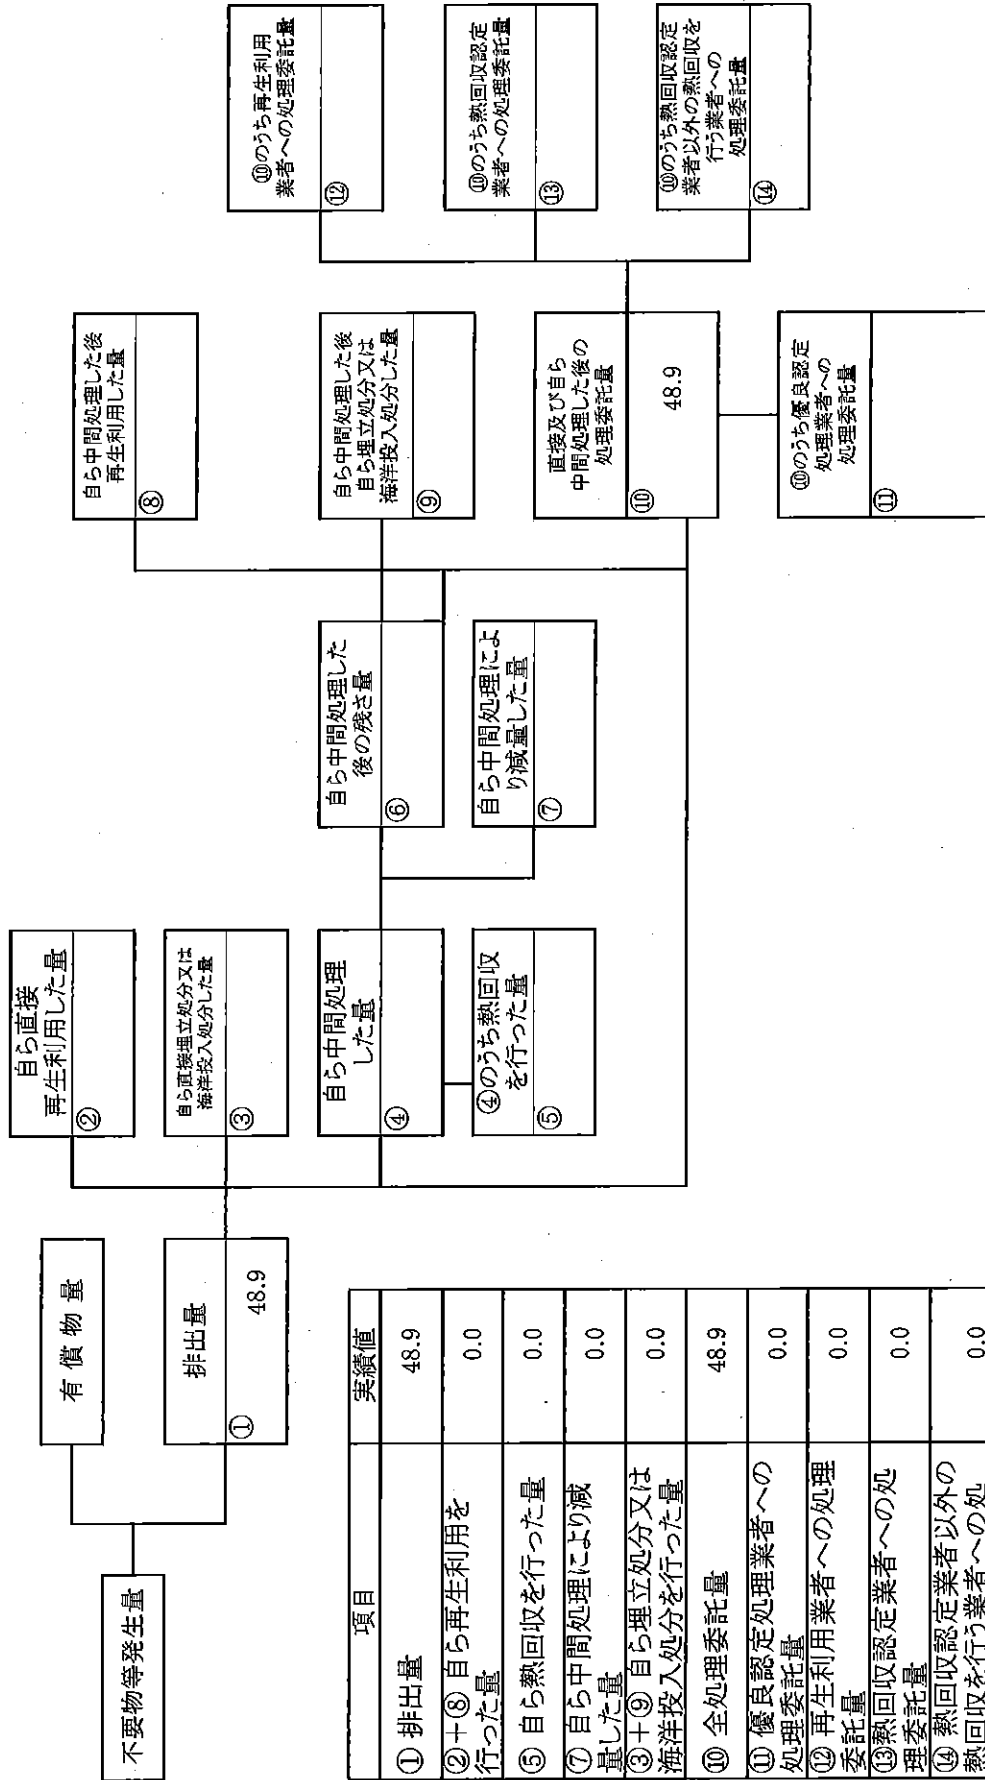 不要物等発生量
有償物量
排出量
①
48.9
自ら直接
再生利用した量
②
自ら直接埋立処分又は
海洋投入処分した量
③
自ら中間処理
した量
④
④のうち熱回収
を行った量
⑤
自ら中間処理した
後の残さ量
⑥
自ら中間処理によ
り減量した量
⑦
自ら中間処理した後
再生利用した量
⑧
自ら中間処理した後
自ら埋立処分又は
海洋投入処分した量
⑨
直接及び自ら
中間処理した後の
処理委託量
⑩
48.9
⑩のうち優良認定
処理業者への
処理委託量
⑪
⑩のうち再生利用
業者への処理委託量
⑫
⑩のうち熱回収認定
業者への処理委託量
⑬
⑩のうち熱回収認定
業者以外の熱回収を
行う業者への
処理委託量
⑭
項目 実績値
①排出量 48.9
②+⑧ 自ら再生利用を
行った量 0.0
⑤ 自ら熱回収を行った量 0.0
⑦ 自ら中間処理により減
量した量 0.0
③+⑨ 自ら埋立処分又は
海洋投入処分を行った量 0.0
⑩ 全処理委託量 48.9
⑪ 優良認定処理業者への
処理委託量 0.0
⑫ 再生利用業者への処理
委託量 0.0
⑬熱回収認定業者への処
理委託量 0.0
⑭ 熱回収認定業者以外の
熱回収を行う業者への処 0.0